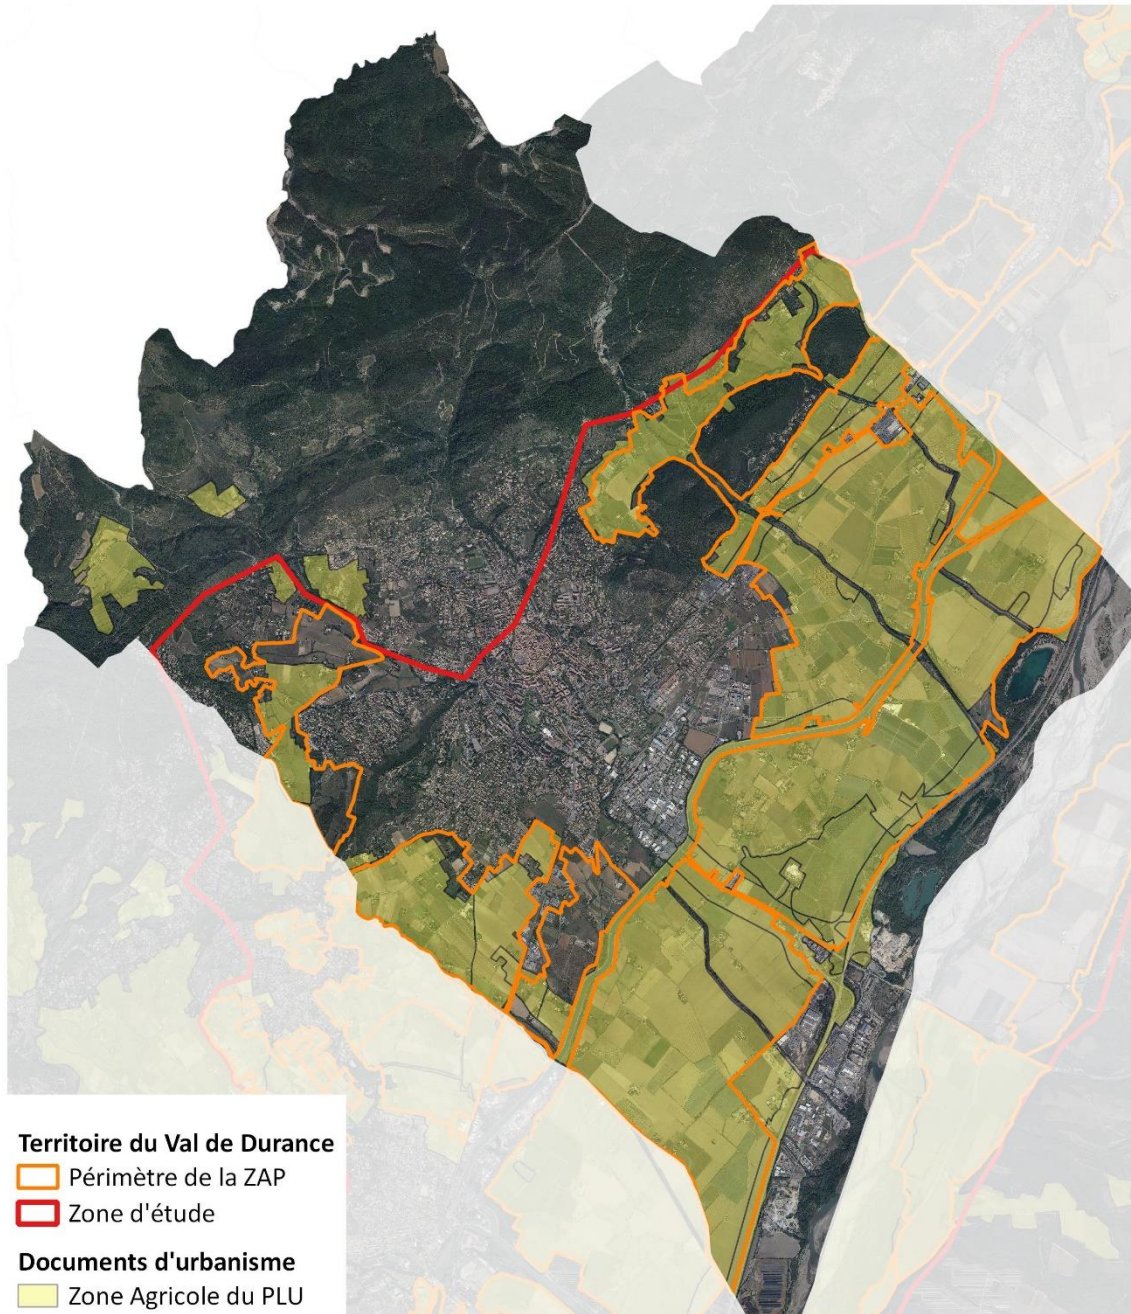 Territoire du Val de Durance
Périmètre de la ZAP
Zone d'étude
Documents d'urbanisme
Zone Agricole du PLU